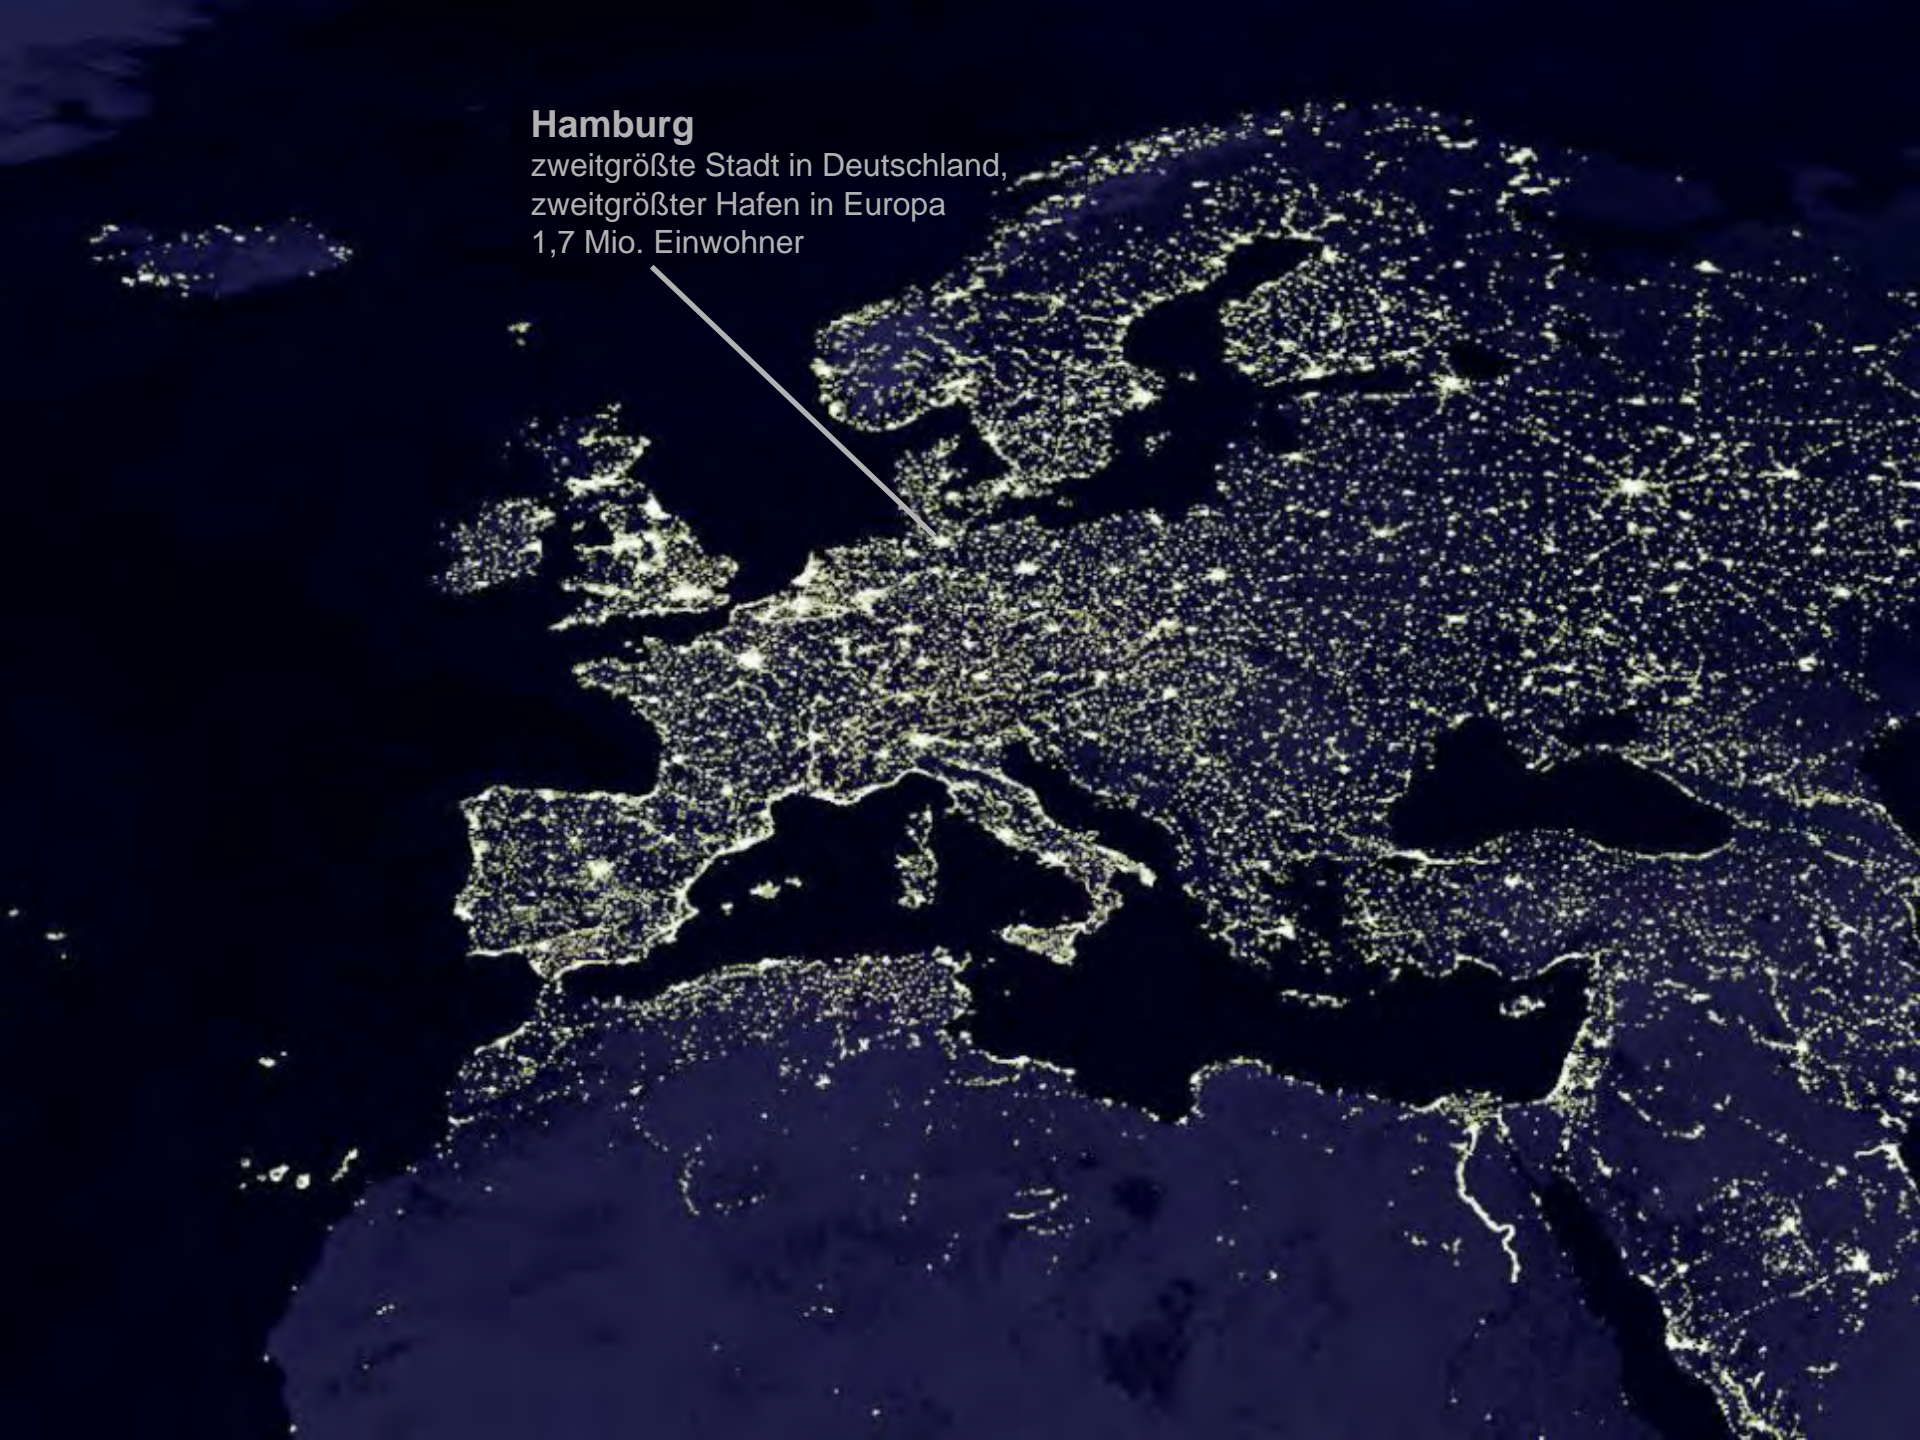 Hamburg
zweitgrößte Stadt in Deutschland,
zweitgrößter Hafen in Europa
1,7 Mio. Einwohner